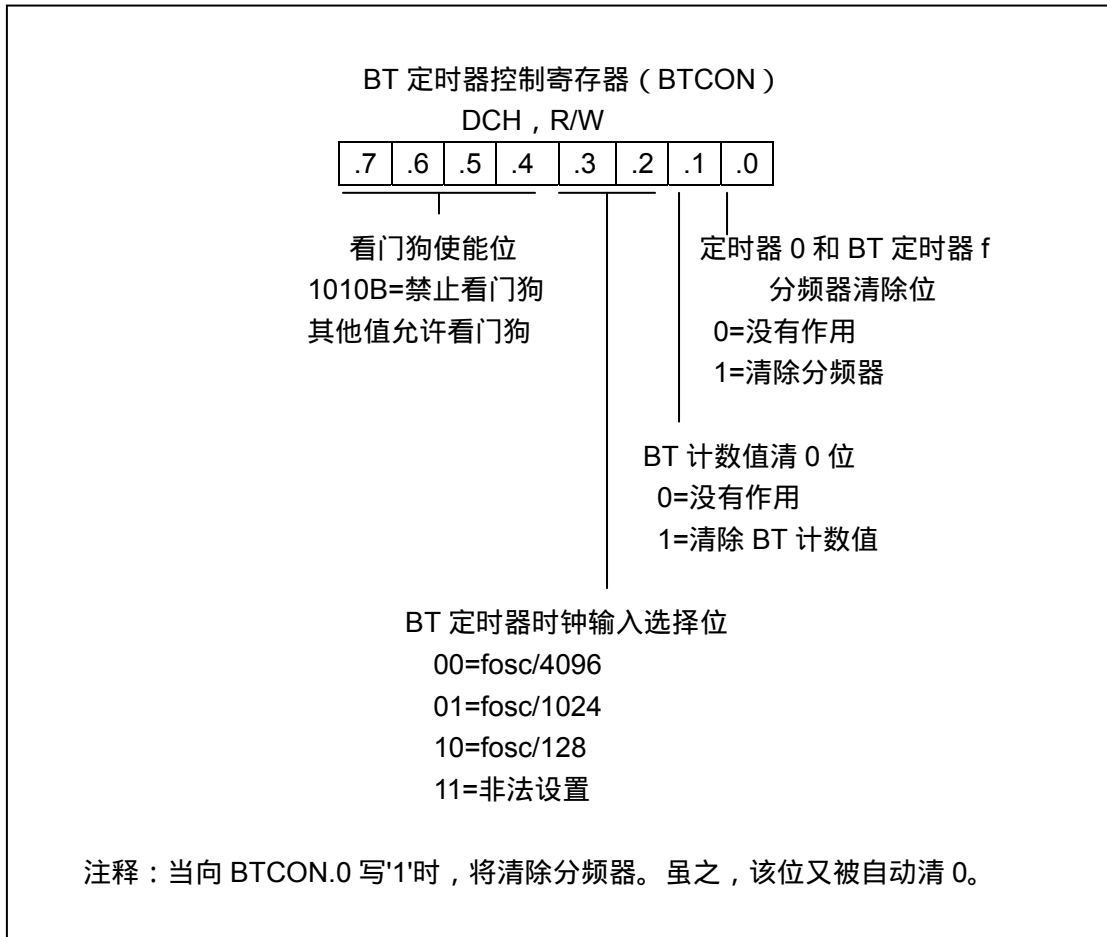 BT 定时器控制寄存器（BTCON）
DCH，R/W
.7 .6 .5 .4 .3 .2 .1 .0
看门狗使能位
1010B=禁止看门狗
其他值允许看门狗
定时器 0 和 BT 定时器 f
分频器清除位
0=没有作用
1=清除分频器
BT 计数值清 0 位
0=没有作用
1=清除 BT 计数值
BT 定时器时钟输入选择位
00=fosc/4096
01=fosc/1024
10=fosc/128
11=非法设置
注释：当向 BTCON.0 写'1'时，将清除分频器。虽之，该位又被自动清 0。